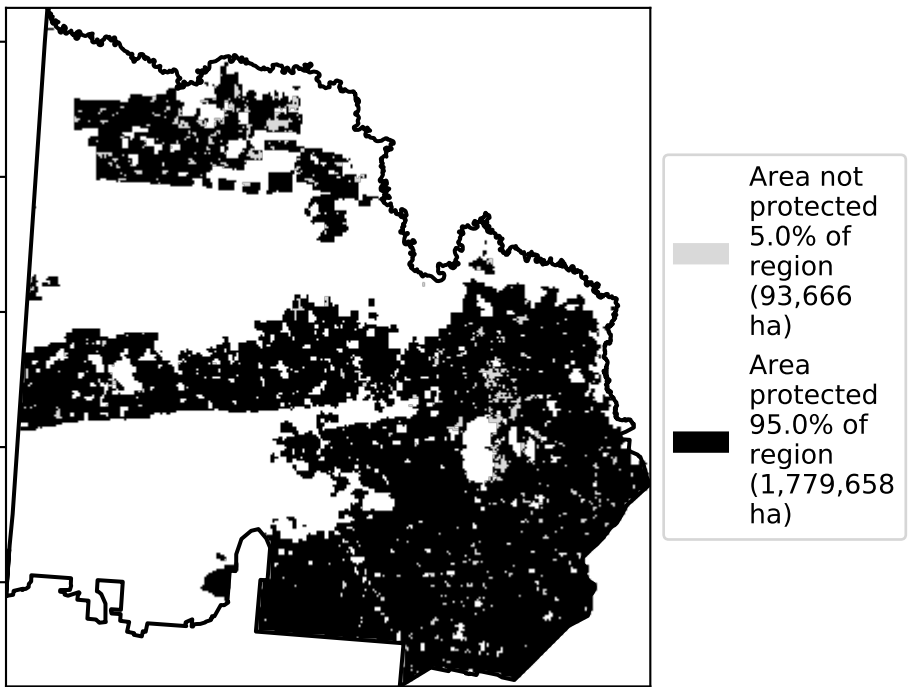 Area not
protected
5.0% of
region
(93,666
ha)
Area
protected
95.0% of
region
(1,779,658
ha)